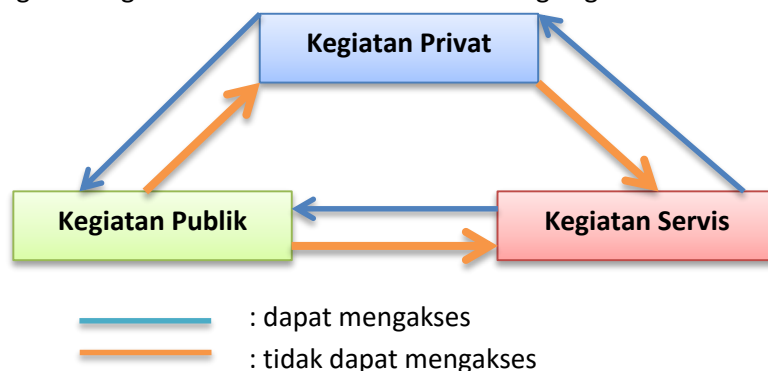 Kegiatan Privat
Kegiatan Publik
Kegiatan Servis
: dapat mengakses
: tidak dapat mengakses